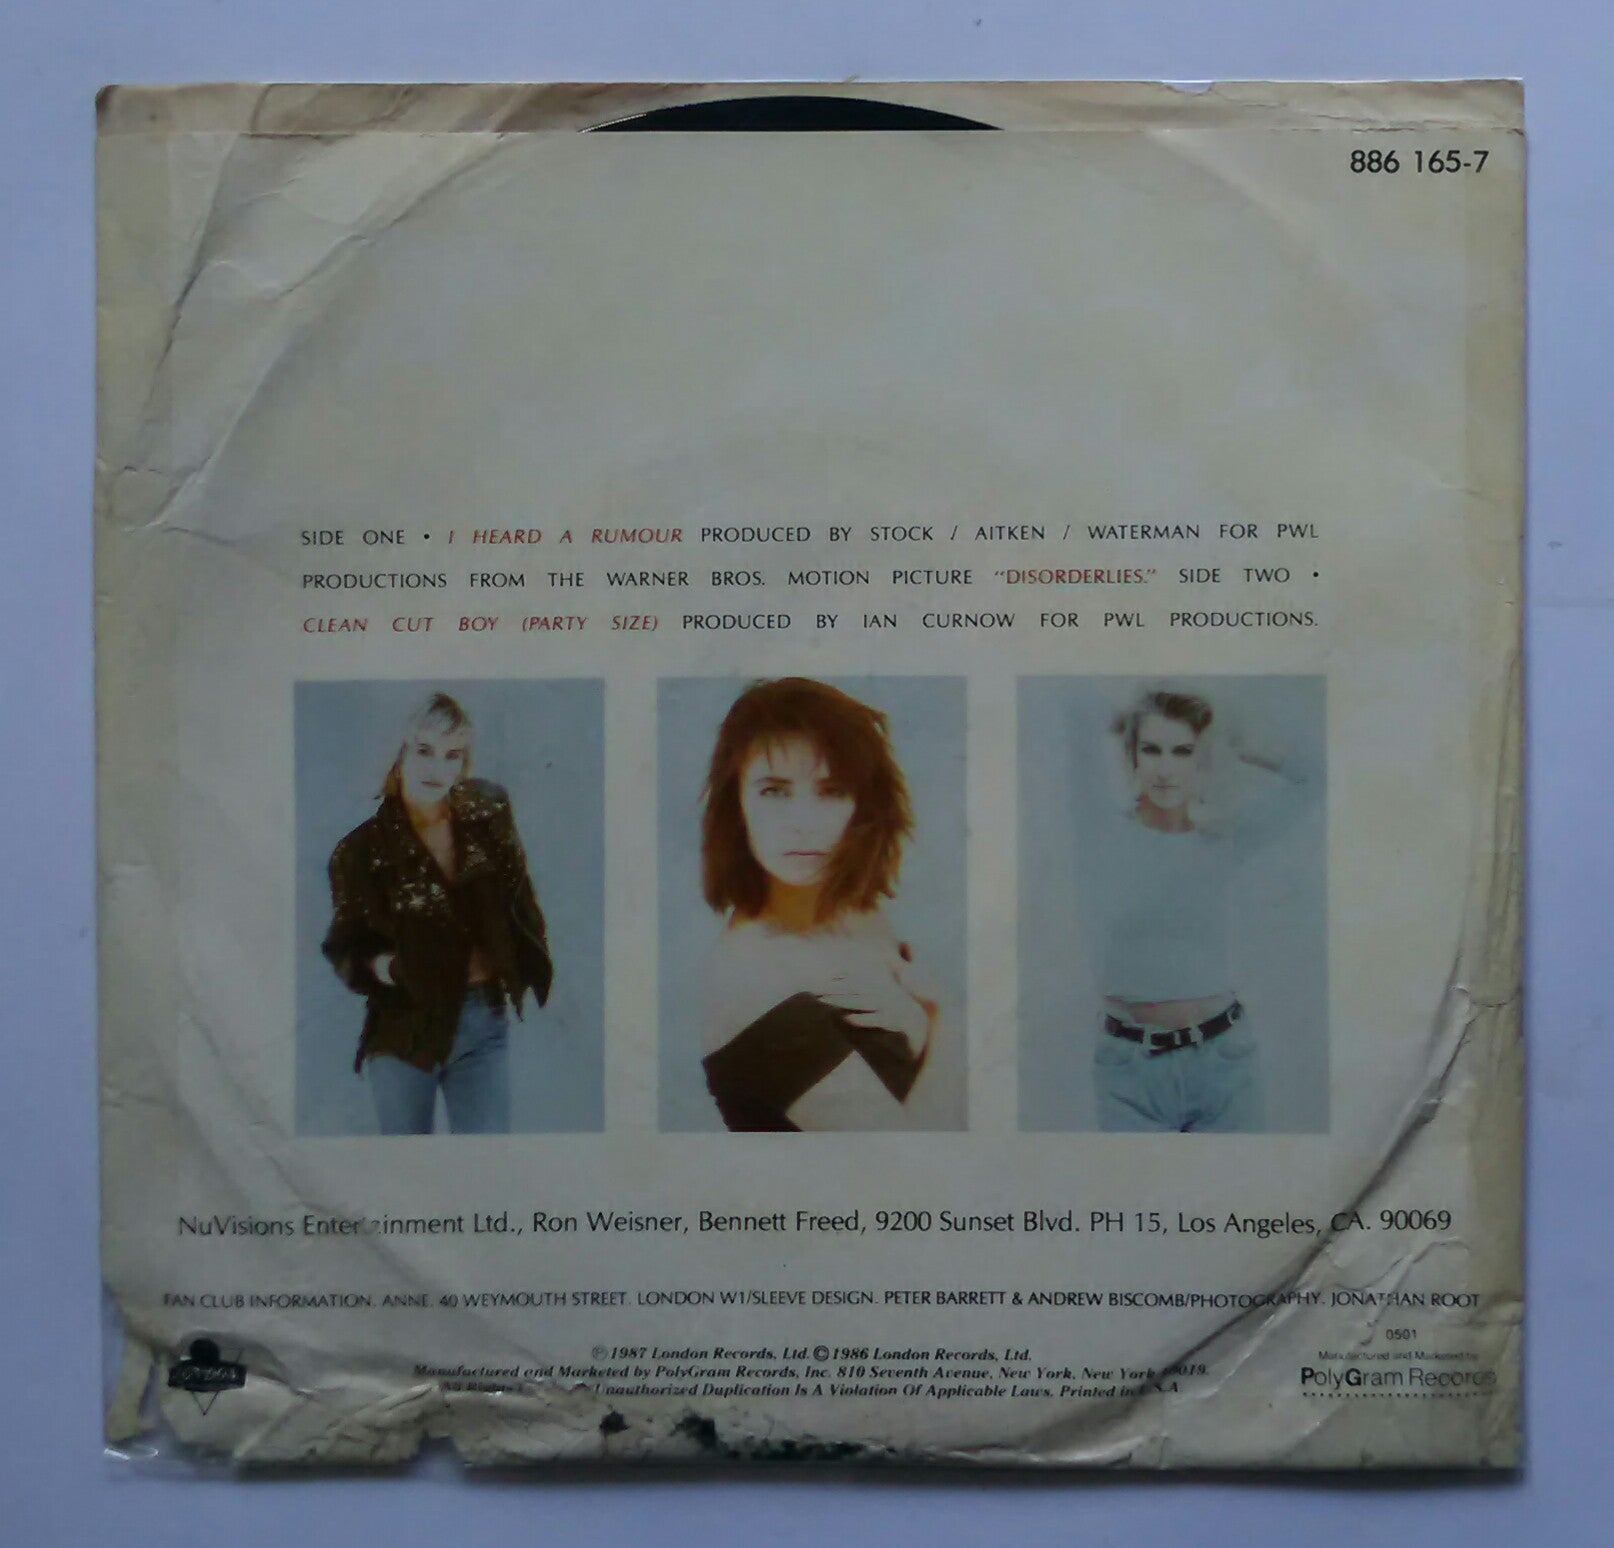 886 165-7
SIDE ONE • I HEARD A RUMOUR PRODUCED BY STOCK / AITKEN / WATERMAN FOR PWL
PRODUCTIONS FROM THE WARNER BROS. MOTION PICTURE "DISORDERLIES." SIDE TWO •
CLEAN CUT BOY (PARTY SIZE) PRODUCED BY IAN CURNOW FOR PWL PRODUCTIONS.
NuVisions Entertainment Ltd., Ron Weisner, Bennett Freed, 9200 Sunset Blvd. PH 15, Los Angeles, CA. 90069
FAN CLUB INFORMATION. ANNE. 40 WEYMOUTH STREET. LONDON W1/SLEEVE DESIGN. PETER BARRETT & ANDREW BISCOMB/PHOTOGRAPHY. JONATHAN ROOT
0501
LONDON
℗ 1987 London Records, Ltd. © 1986 London Records, Ltd.
Manufactured and Marketed by PolyGram Records, Inc. 810 Seventh Avenue, New York, New York 10019.
All Rights Unauthorized Duplication Is A Violation Of Applicable Laws. Printed in U.S.A
Manufactured and Marketed by
PolyGram Records